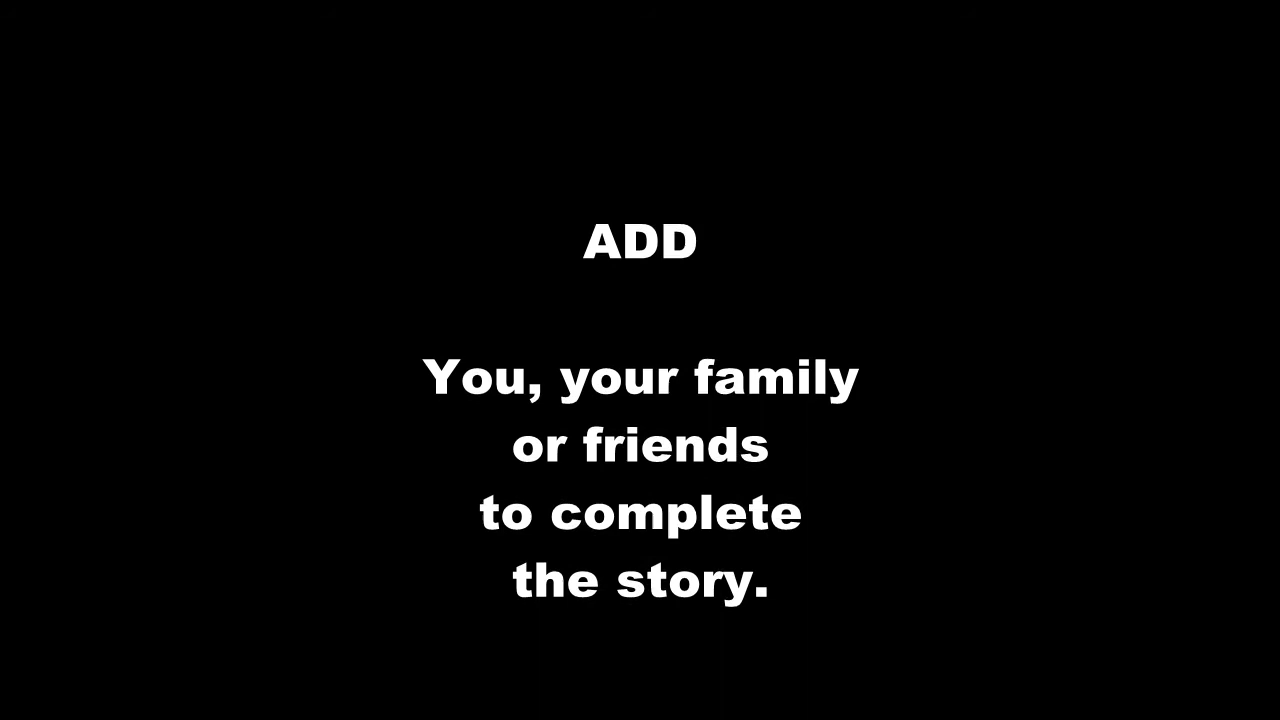 ADD
You, your family
or friends
to complete
the story.